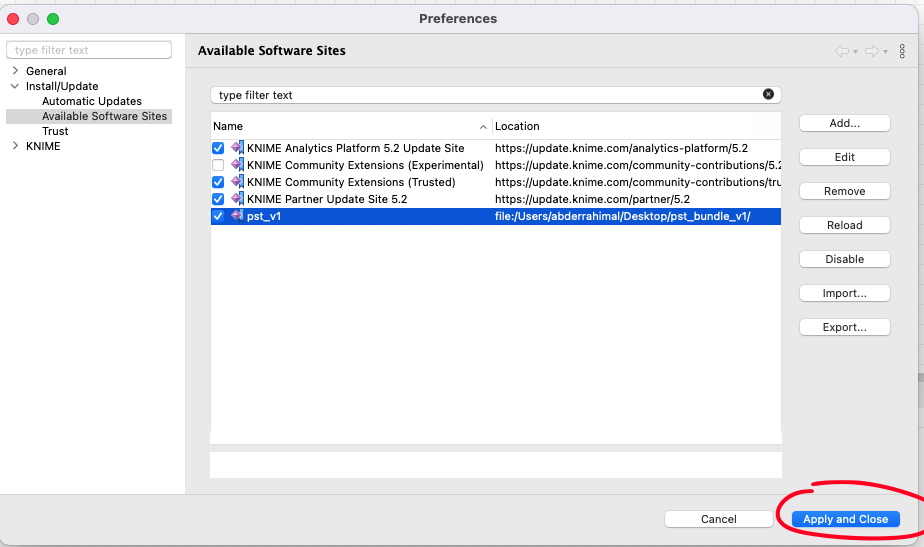 Preferences
type filter text
General
Install/Update
Automatic Updates
Available Software Sites
Trust
KNIME
Available Software Sites
type filter text
Name Location
KNIME Analytics Platform 5.2 Update Site https://update.knime.com/analytics-platform/5.2
KNIME Community Extensions (Experimental) https://update.knime.com/community-contributions/5.2
KNIME Community Extensions (Trusted) https://update.knime.com/community-contributions/tru
KNIME Partner Update Site 5.2 https://update.knime.com/partner/5.2
pst_v1 file:/Users/abderrahimal/Desktop/pst_bundle_v1/
Add...
Edit
Remove
Reload
Disable
Import...
Export...
Cancel
Apply and Close